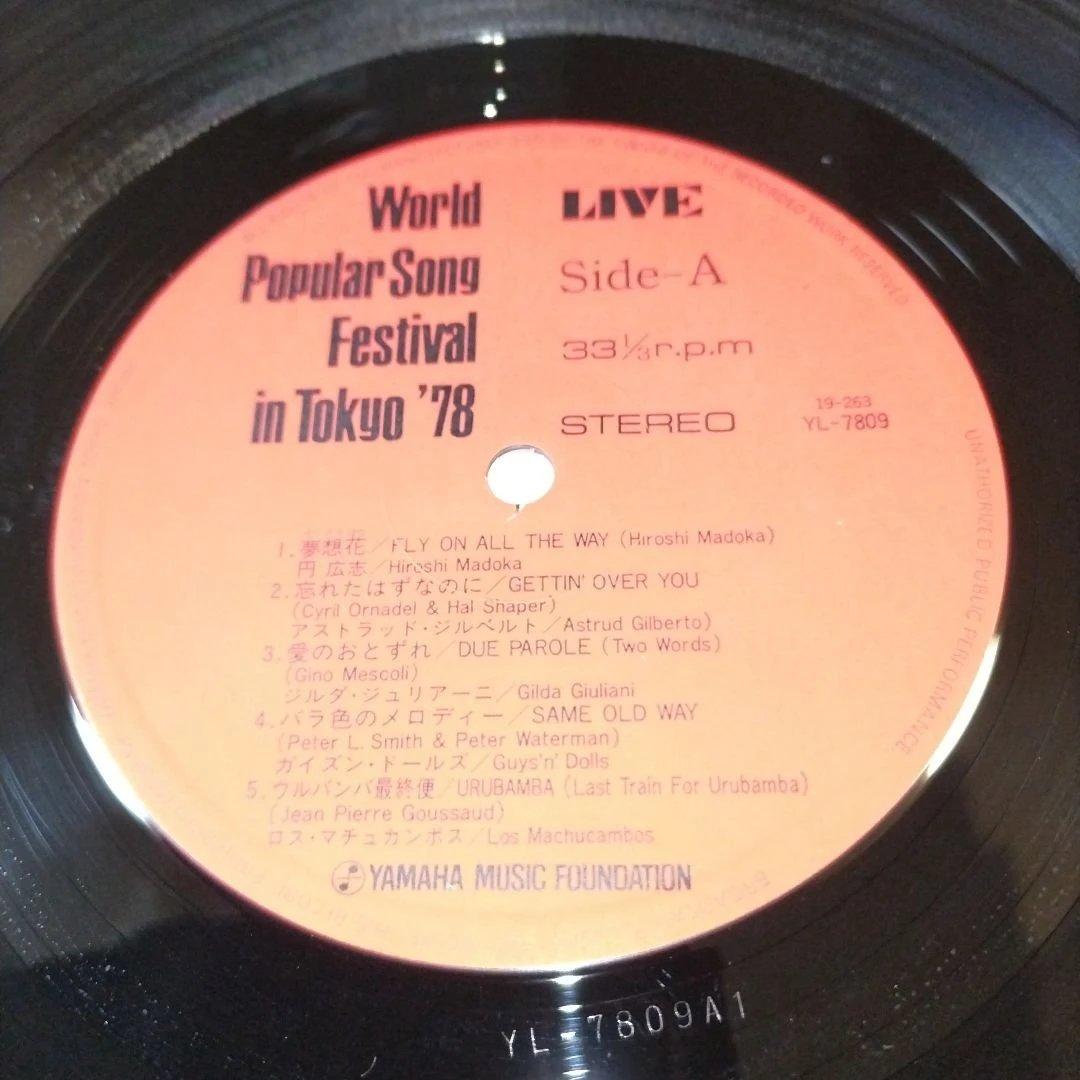 World
Popular Song
Festival
in Tokyo '78
LIVE
Side-A
33⅓r.p.m
STEREO
19-263
YL-7809
1. 夢想花/FLY ON ALL THE WAY (Hiroshi Madoka)
円 広志/Hiroshi Madoka
2. 忘れたはずなのに/GETTIN' OVER YOU
(Cyril Ornadel & Hal Shaper)
アストラッド・ジルベルト/Astrud Gilberto)
3. 愛のおとずれ/DUE PAROLE (Two Words)
(Gino Mescoli)
ジルダ・ジュリアーニ/Gilda Giuliani
4. バラ色のメロディー/SAME OLD WAY
(Peter L. Smith & Peter Waterman)
ガイズン・ドールズ/Guys'n' Dolls
5. ウルバンバ最終便/URUBAMBA (Last Train For Urubamba)
(Jean Pierre Goussaud)
ロス・マチュカンボス/Los Machucambos
YAMAHA MUSIC FOUNDATION
OF THE RECORDED WORK RESERVED
UNATHORIZED PUBLIC PERFORMANCE
YL-7809A1